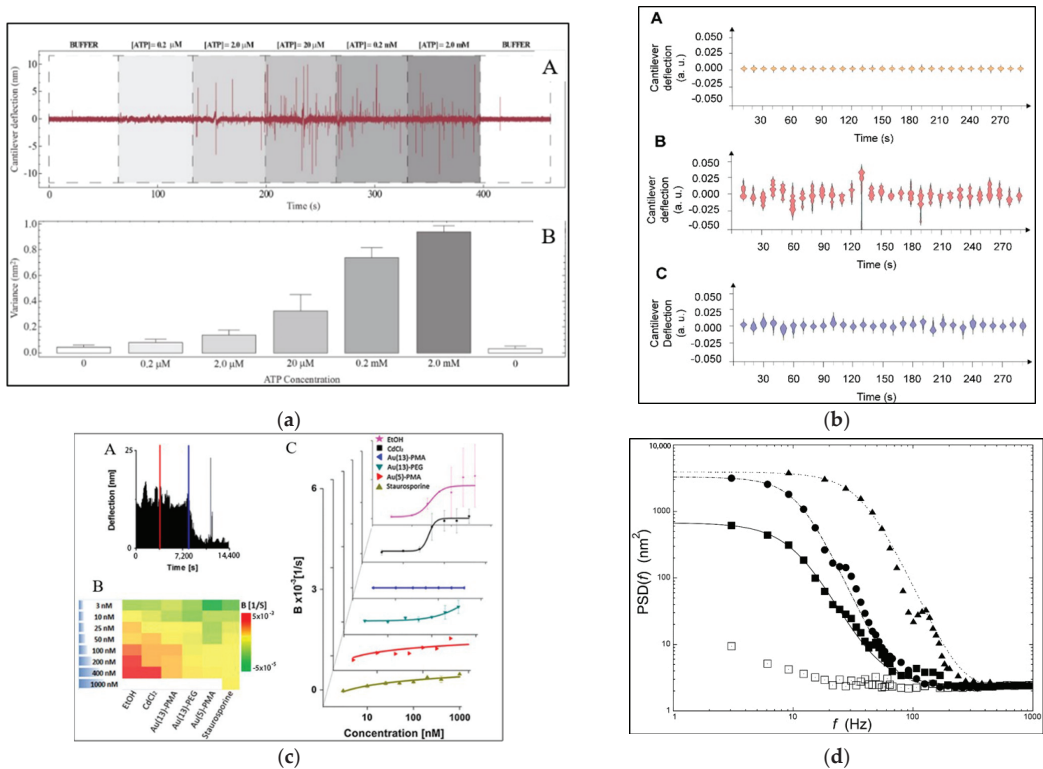 BUFFER [ATP] = 0.2 μM [ATP] = 2.0 μM [ATP] = 20 μM [ATP] = 0.2 mM [ATP] = 2.0 mM BUFFER
A
10
5
0
-5
-10
Cantilever deflection (nm)
0 100 200 300 400
Time (s)
B
1.0
0.8
0.6
0.4
0.2
0.0
Variance (nm²)
0 0.2 μM 2.0 μM 20 μM 0.2 mM 2.0 mM 0
ATP Concentration
(a)
A
Cantilever
deflection
(a. u.)
0.050
0.025
0.000
-0.025
-0.050
30 60 90 120 150 180 210 240 270
Time (s)
B
Cantilever
deflection
(a. u.)
0.050
0.025
0.000
-0.025
30 60 90 120 150 180 210 240 270
Time (s)
C
Cantilever
Deflection
(a. u.)
0.050
0.025
0.000
-0.025
-0.050
30 60 90 120 150 180 210 240 270
Time (s)
(b)
A
25
0
Deflection [nm]
0 7,200 14,400
Time [s]
B
3 nM
10 nM
25 nM
50 nM
100 nM
200 nM
400 nM
1000 nM
EtOH CdCl₂ Au(13)-PMA Au(13)-PEG Au(5)-PMA Staurosporine
B [1/S]
5x10⁻³
-5x10⁻⁵
C
EtOH
CdCl₂
Au(13)-PMA
Au(13)-PEG
Au(5)-PMA
Staurosporine
6
3
0
B x10⁻³[1/s]
10 100 1000
Concentration [nM]
(c)
10,000
1000
100
10
1
PSD(f) (nm²)
1 10 100 1000
f (Hz)
(d)